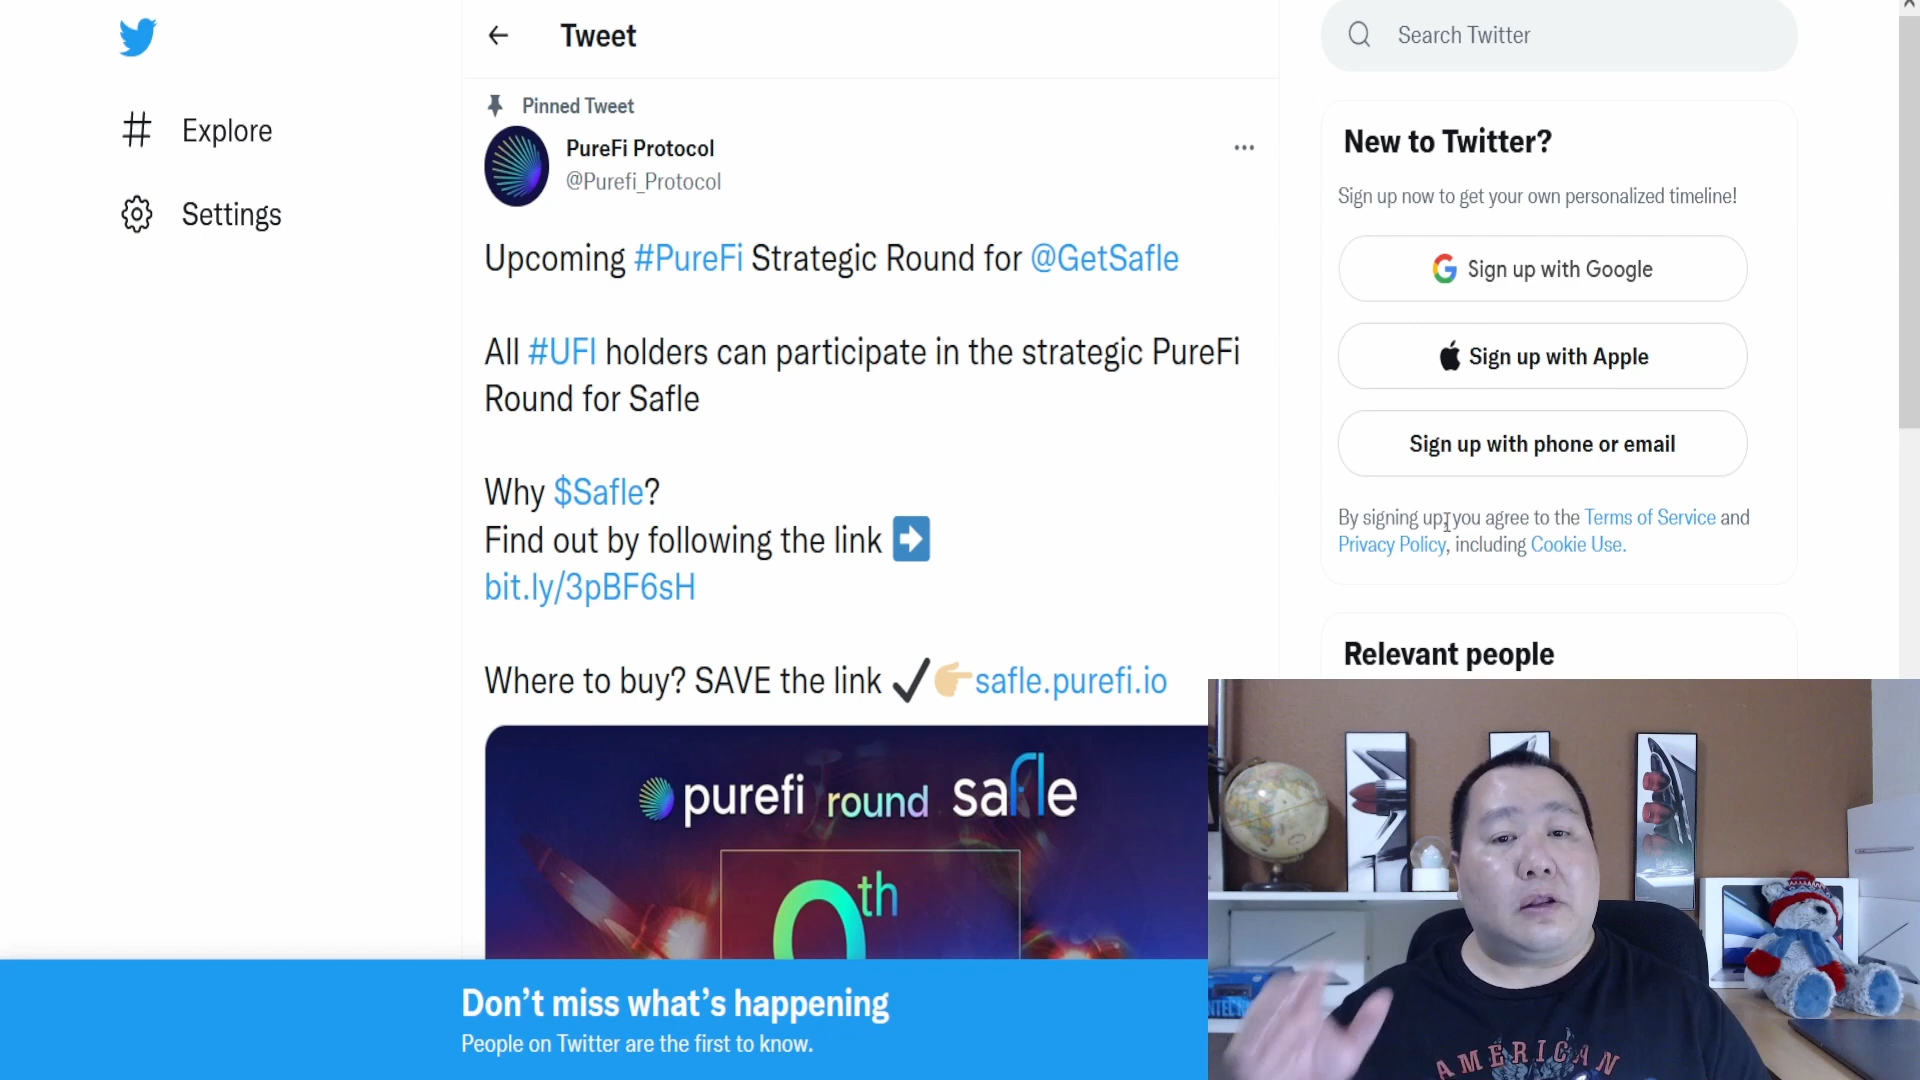 Tweet
Search Twitter
Explore
Settings
Pinned Tweet
PureFi Protocol
@Purefi_Protocol
Upcoming #PureFi Strategic Round for @GetSafle
All #UFI holders can participate in the strategic PureFi
Round for Safle
Why $Safle?
Find out by following the link ➡
bit.ly/3pBF6sH
Where to buy? SAVE the link ✔👉safle.purefi.io
purefi round safle
9th
New to Twitter?
Sign up now to get your own personalized timeline!
Sign up with Google
Sign up with Apple
Sign up with phone or email
By signing up, you agree to the Terms of Service and
Privacy Policy, including Cookie Use.
Relevant people
Don't miss what's happening
People on Twitter are the first to know.
AMERICAN